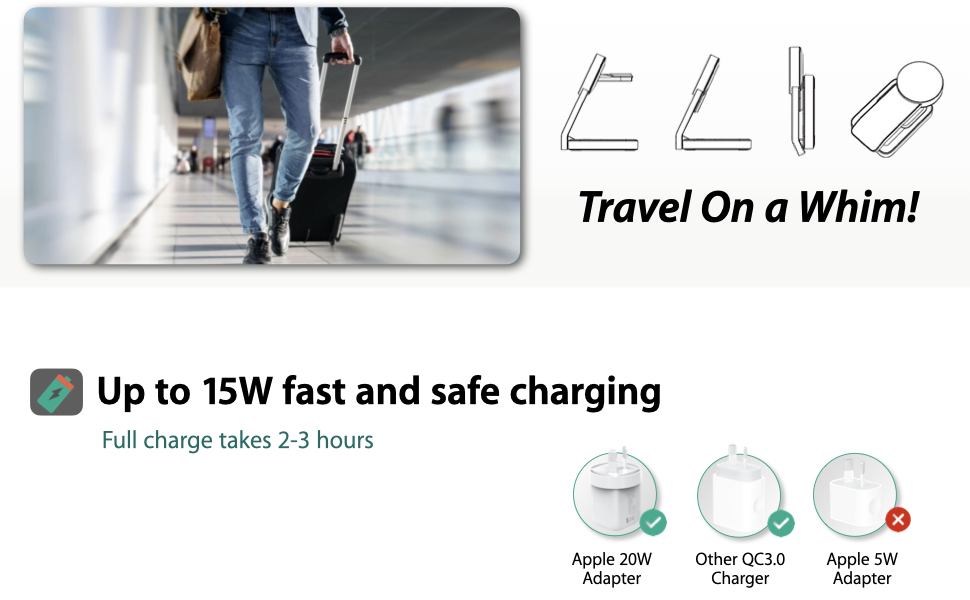 Travel On a Whim!
Up to 15W fast and safe charging
Full charge takes 2-3 hours
Apple 20W
Adapter
Other QC3.0
Charger
Apple 5W
Adapter